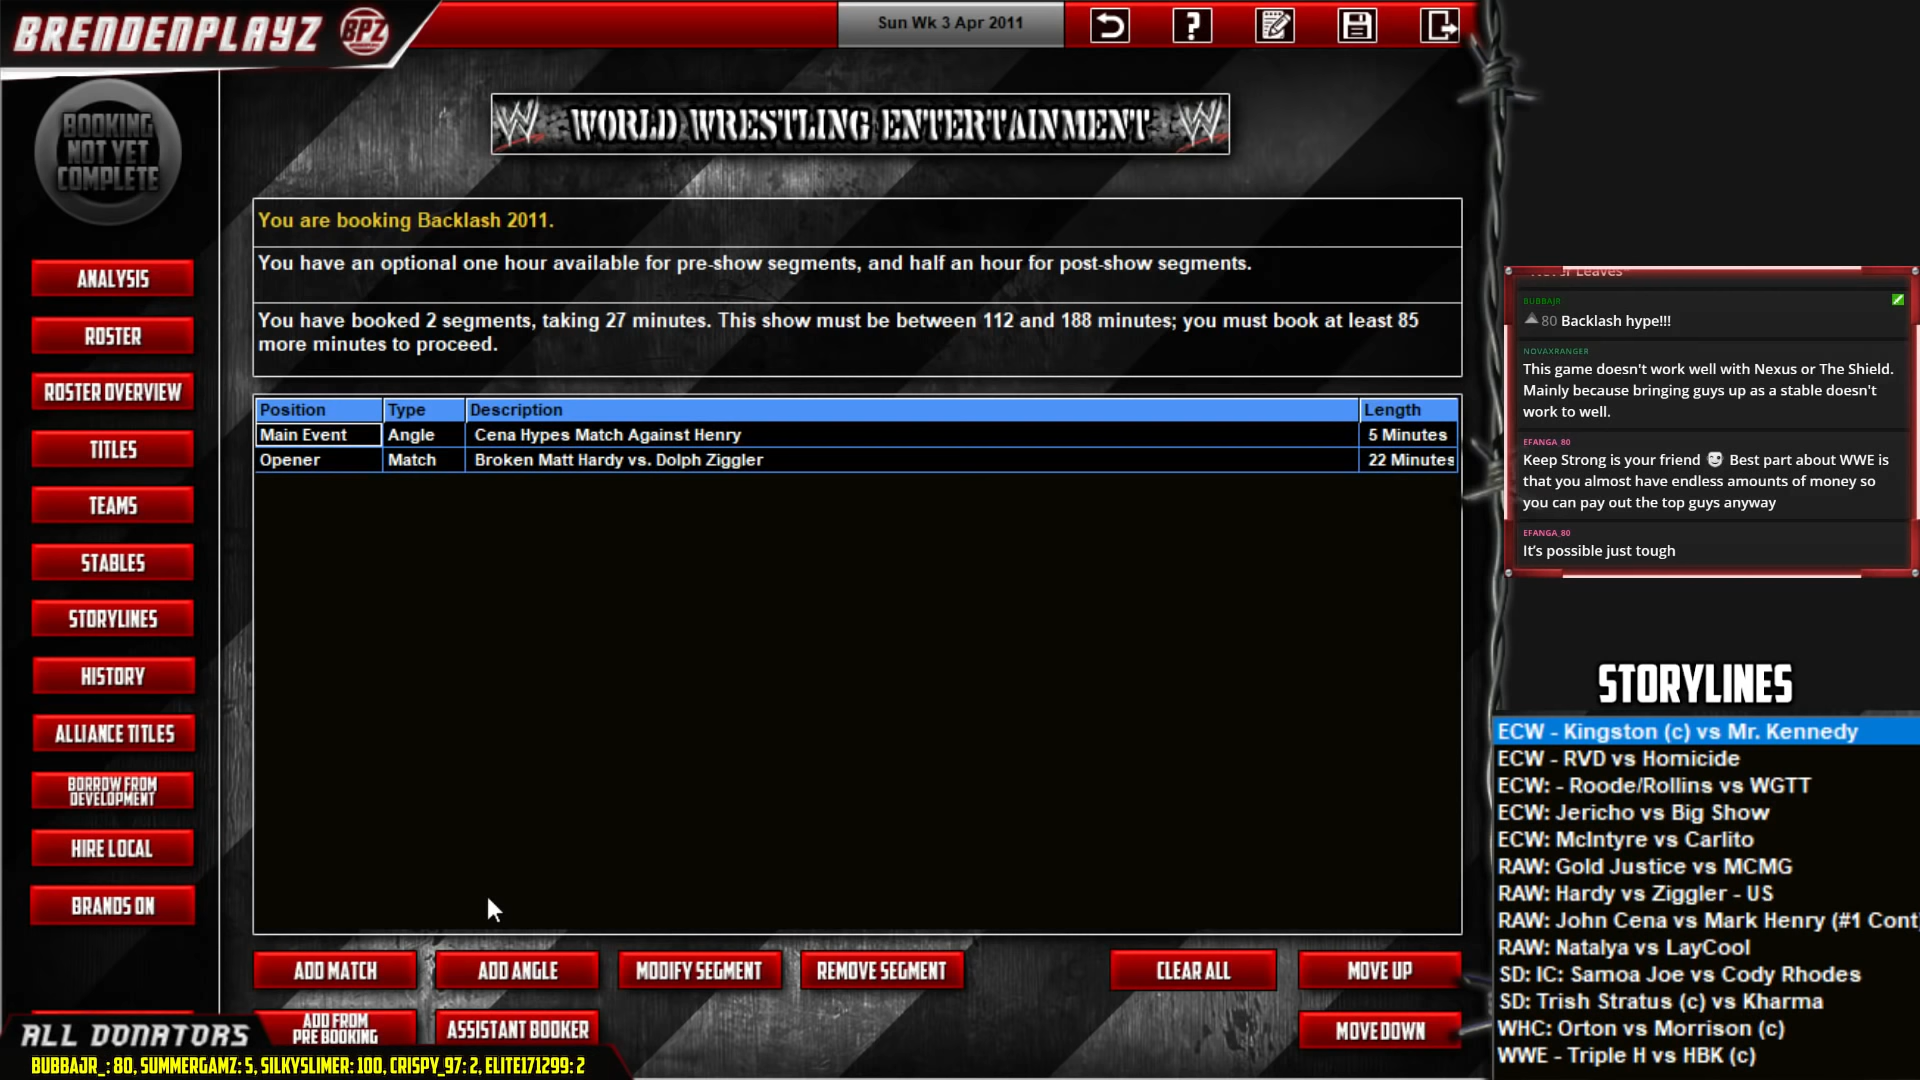 BRENDENPLAYZ
BPZ
Sun Wk 3 Apr 2011
BOOKING
NOT YET
COMPLETE
W WORLD WRESTLING ENTERTAINMENT W
You are booking Backlash 2011.
You have an optional one hour available for pre-show segments, and half an hour for post-show segments.
You have booked 2 segments, taking 27 minutes. This show must be between 112 and 188 minutes; you must book at least 85
more minutes to proceed.
Position Type Description Length
Main Event Angle Cena Hypes Match Against Henry 5 Minutes
Opener Match Broken Matt Hardy vs. Dolph Ziggler 22 Minutes
ANALYSIS
ROSTER
ROSTER OVERVIEW
TITLES
TEAMS
STABLES
STORYLINES
HISTORY
ALLIANCE TITLES
BORROW FROM
DEVELOPMENT
HIRE LOCAL
BRANDS ON
ADD MATCH
ADD ANGLE
MODIFY SEGMENT
REMOVE SEGMENT
CLEAR ALL
MOVE UP
ADD FROM
PRE BOOKING
ASSISTANT BOOKER
MOVE DOWN
ALL DONATORS
BUBBAJR_: 80, SUMMERGAMZ: 5, SILKYSLIMER: 100, CRISPY_97: 2, ELITE171299: 2
Leaves"
BUBBAJR
80 Backlash hype!!!
NOVAXRANGER
This game doesn't work well with Nexus or The Shield.
Mainly because bringing guys up as a stable doesn't
work to well.
EFANGA_80
Keep Strong is your friend Best part about WWE is
that you almost have endless amounts of money so
you can pay out the top guys anyway
EFANGA_80
It's possible just tough
STORYLINES
ECW - Kingston (c) vs Mr. Kennedy
ECW - RVD vs Homicide
ECW: - Roode/Rollins vs WGTT
ECW: Jericho vs Big Show
ECW: McIntyre vs Carlito
RAW: Gold Justice vs MCMG
RAW: Hardy vs Ziggler - US
RAW: John Cena vs Mark Henry (#1 Cont
RAW: Natalya vs LayCool
SD: IC: Samoa Joe vs Cody Rhodes
SD: Trish Stratus (c) vs Kharma
WHC: Orton vs Morrison (c)
WWE - Triple H vs HBK (c)